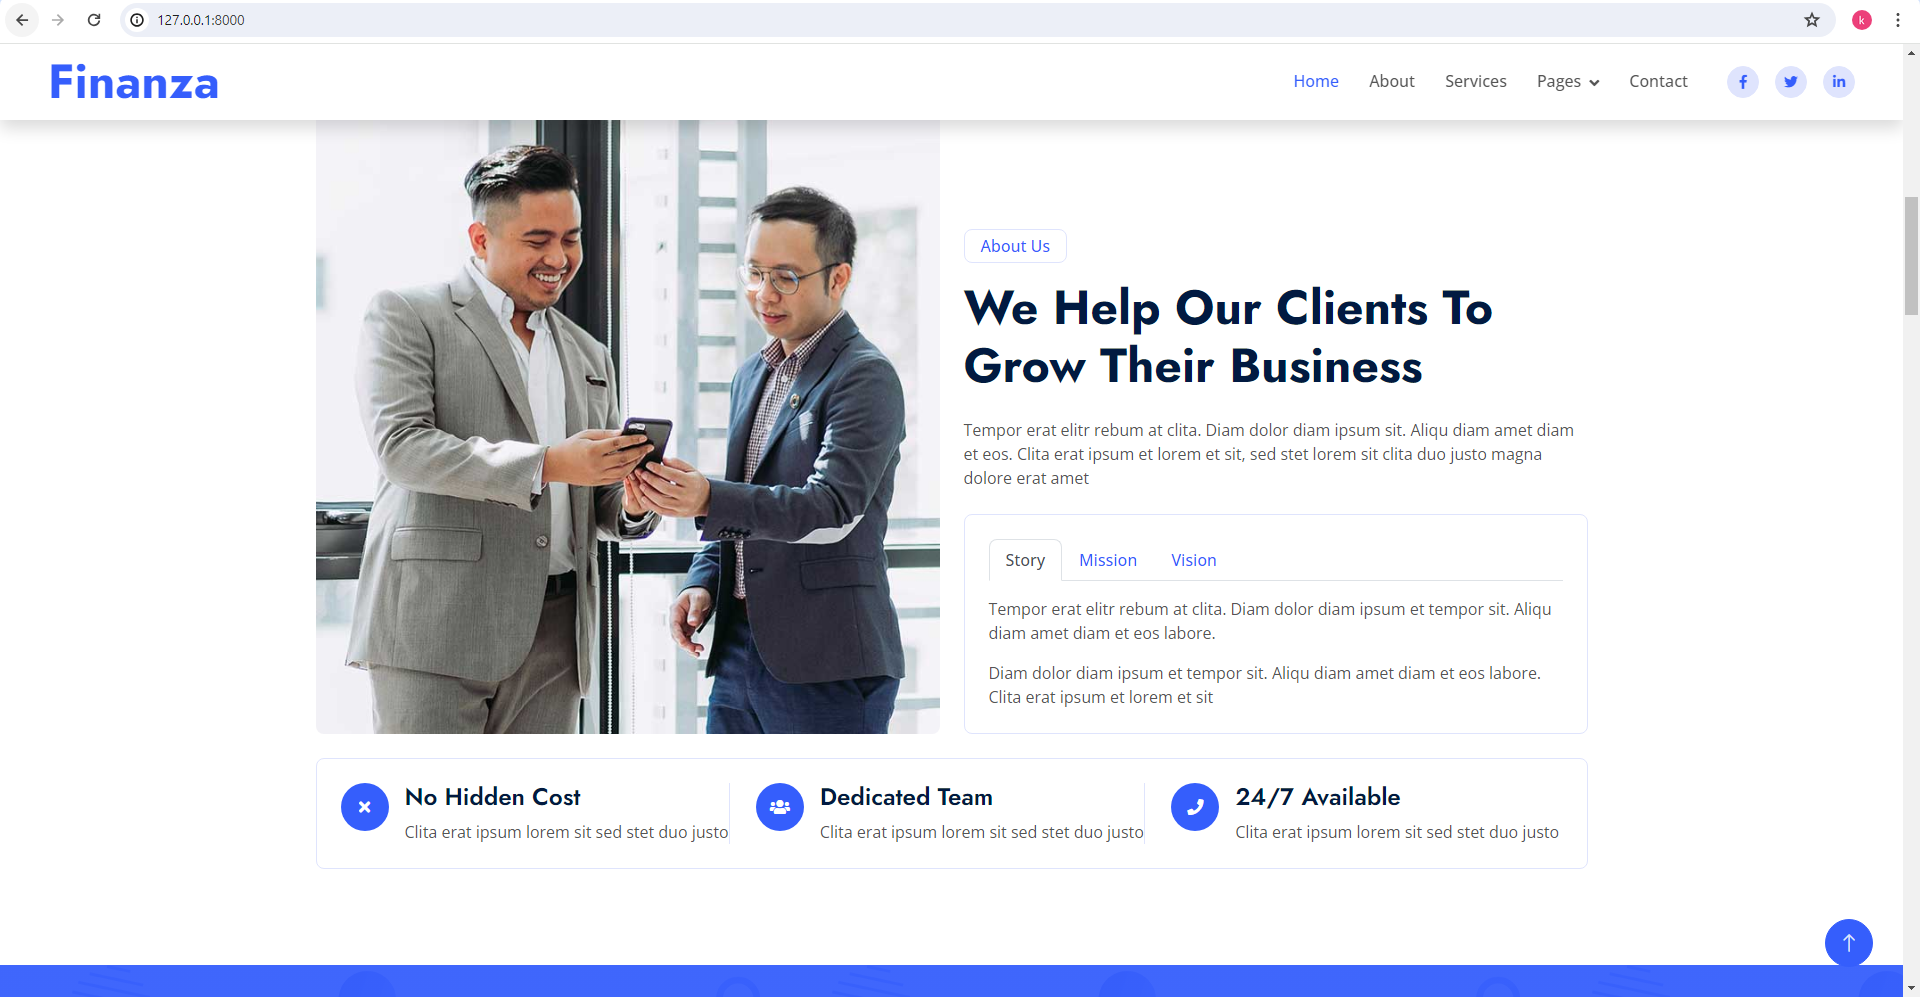 127.0.0.1:8000
k
Finanza
Home About Services Pages Contact
About Us
We Help Our Clients To
Grow Their Business
Tempor erat elitr rebum at clita. Diam dolor diam ipsum sit. Aliqu diam amet diam
et eos. Clita erat ipsum et lorem et sit, sed stet lorem sit clita duo justo magna
dolore erat amet
Story Mission Vision
Tempor erat elitr rebum at clita. Diam dolor diam ipsum et tempor sit. Aliqu
diam amet diam et eos labore.
Diam dolor diam ipsum et tempor sit. Aliqu diam amet diam et eos labore.
Clita erat ipsum et lorem et sit
No Hidden Cost
Clita erat ipsum lorem sit sed stet duo justo
Dedicated Team
Clita erat ipsum lorem sit sed stet duo justo
24/7 Available
Clita erat ipsum lorem sit sed stet duo justo